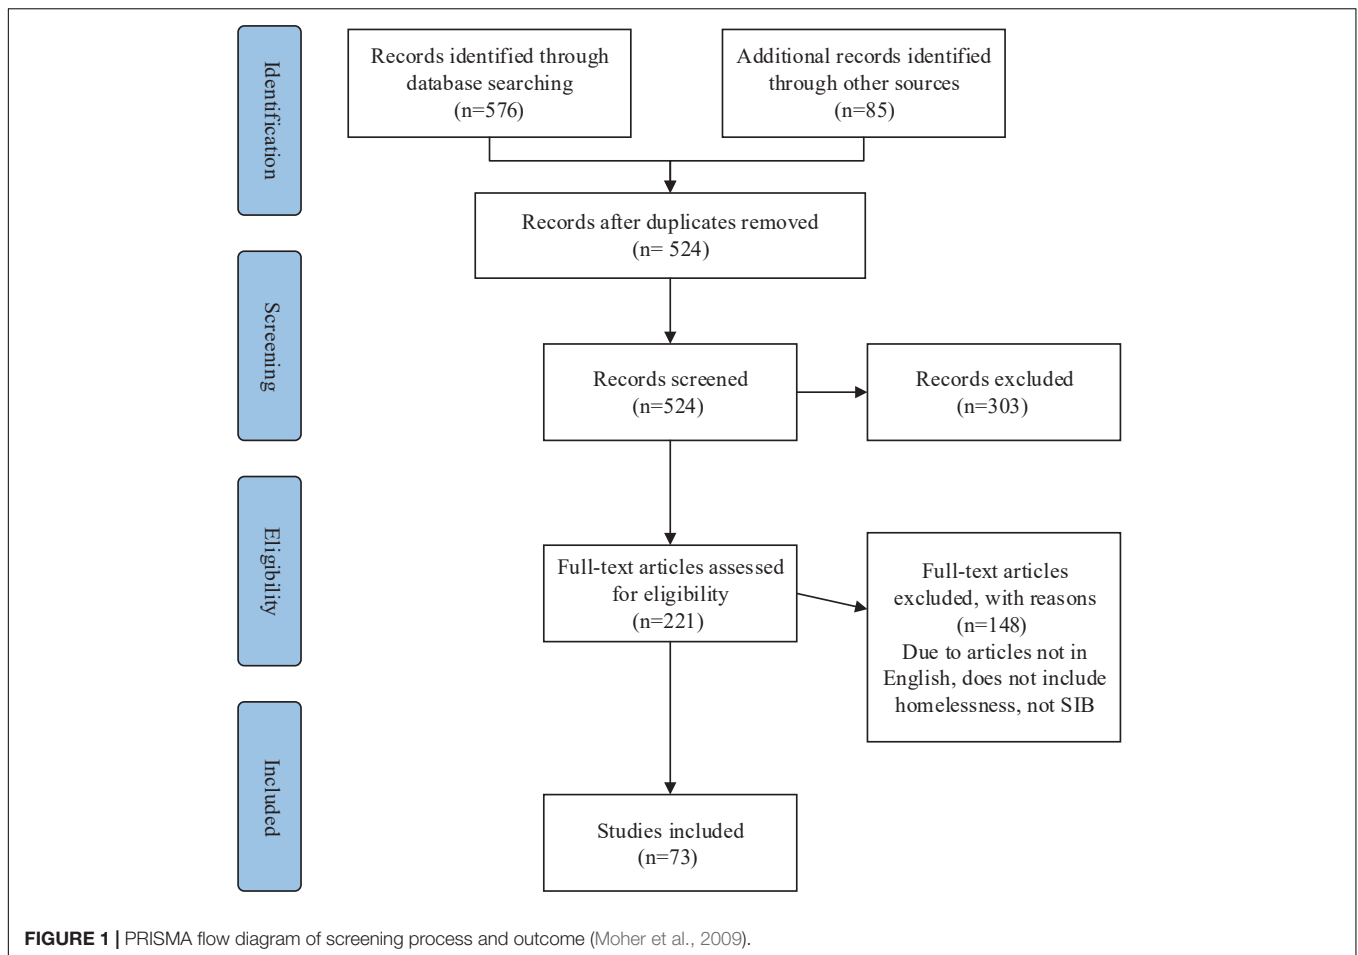 Identification
Records identified through
database searching
(n=576)
Additional records identified
through other sources
(n=85)
Records after duplicates removed
(n= 524)
Screening
Records screened
(n=524)
Records excluded
(n=303)
Eligibility
Full-text articles assessed
for eligibility
(n=221)
Full-text articles
excluded, with reasons
(n=148)
Due to articles not in
English, does not include
homelessness, not SIB
Included
Studies included
(n=73)
FIGURE 1 | PRISMA flow diagram of screening process and outcome (Moher et al., 2009).